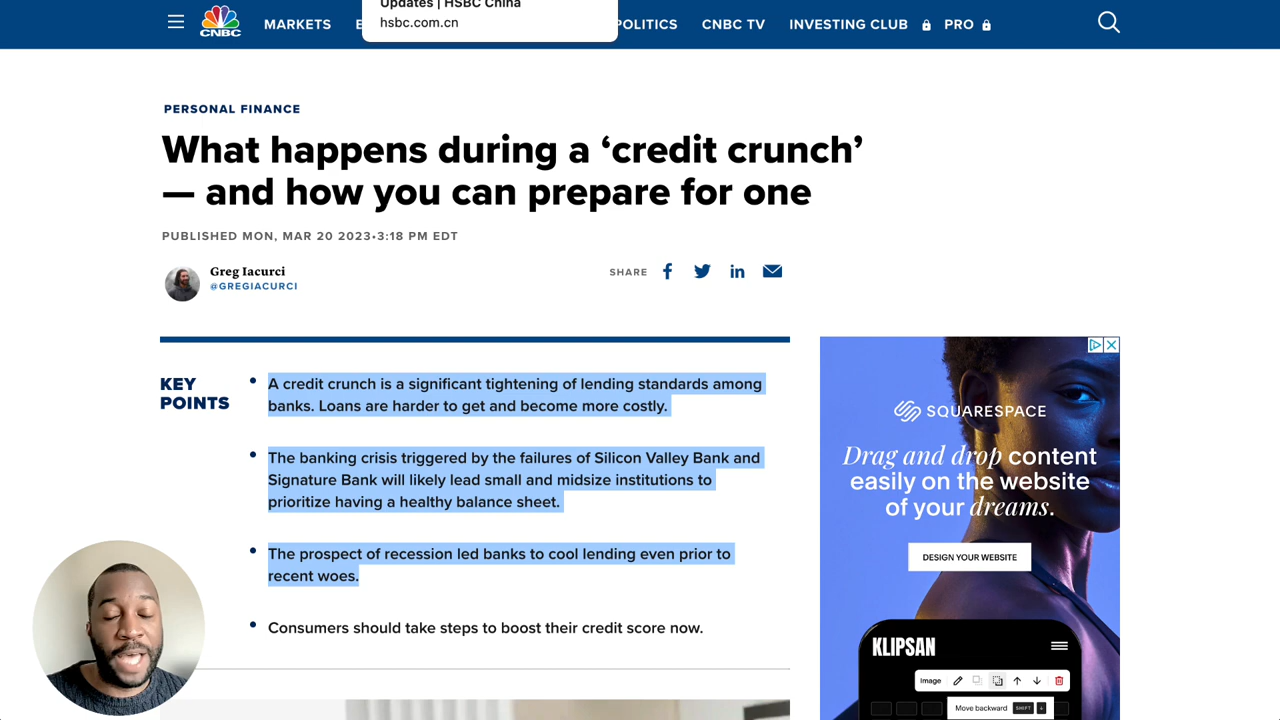 Updates | HSBC China
hsbc.com.cn
CNBC
MARKETS
POLITICS
CNBC TV
INVESTING CLUB
PRO
PERSONAL FINANCE
What happens during a ‘credit crunch’
— and how you can prepare for one
PUBLISHED MON, MAR 20 2023•3:18 PM EDT
Greg Iacurci
@GREGIACURCI
SHARE
KEY
POINTS
A credit crunch is a significant tightening of lending standards among
banks. Loans are harder to get and become more costly.
The banking crisis triggered by the failures of Silicon Valley Bank and
Signature Bank will likely lead small and midsize institutions to
prioritize having a healthy balance sheet.
The prospect of recession led banks to cool lending even prior to
recent woes.
Consumers should take steps to boost their credit score now.
SQUARESPACE
Drag and drop content
easily on the website
of your dreams.
DESIGN YOUR WEBSITE
KLIPSAN
Image
Move backward SHIFT